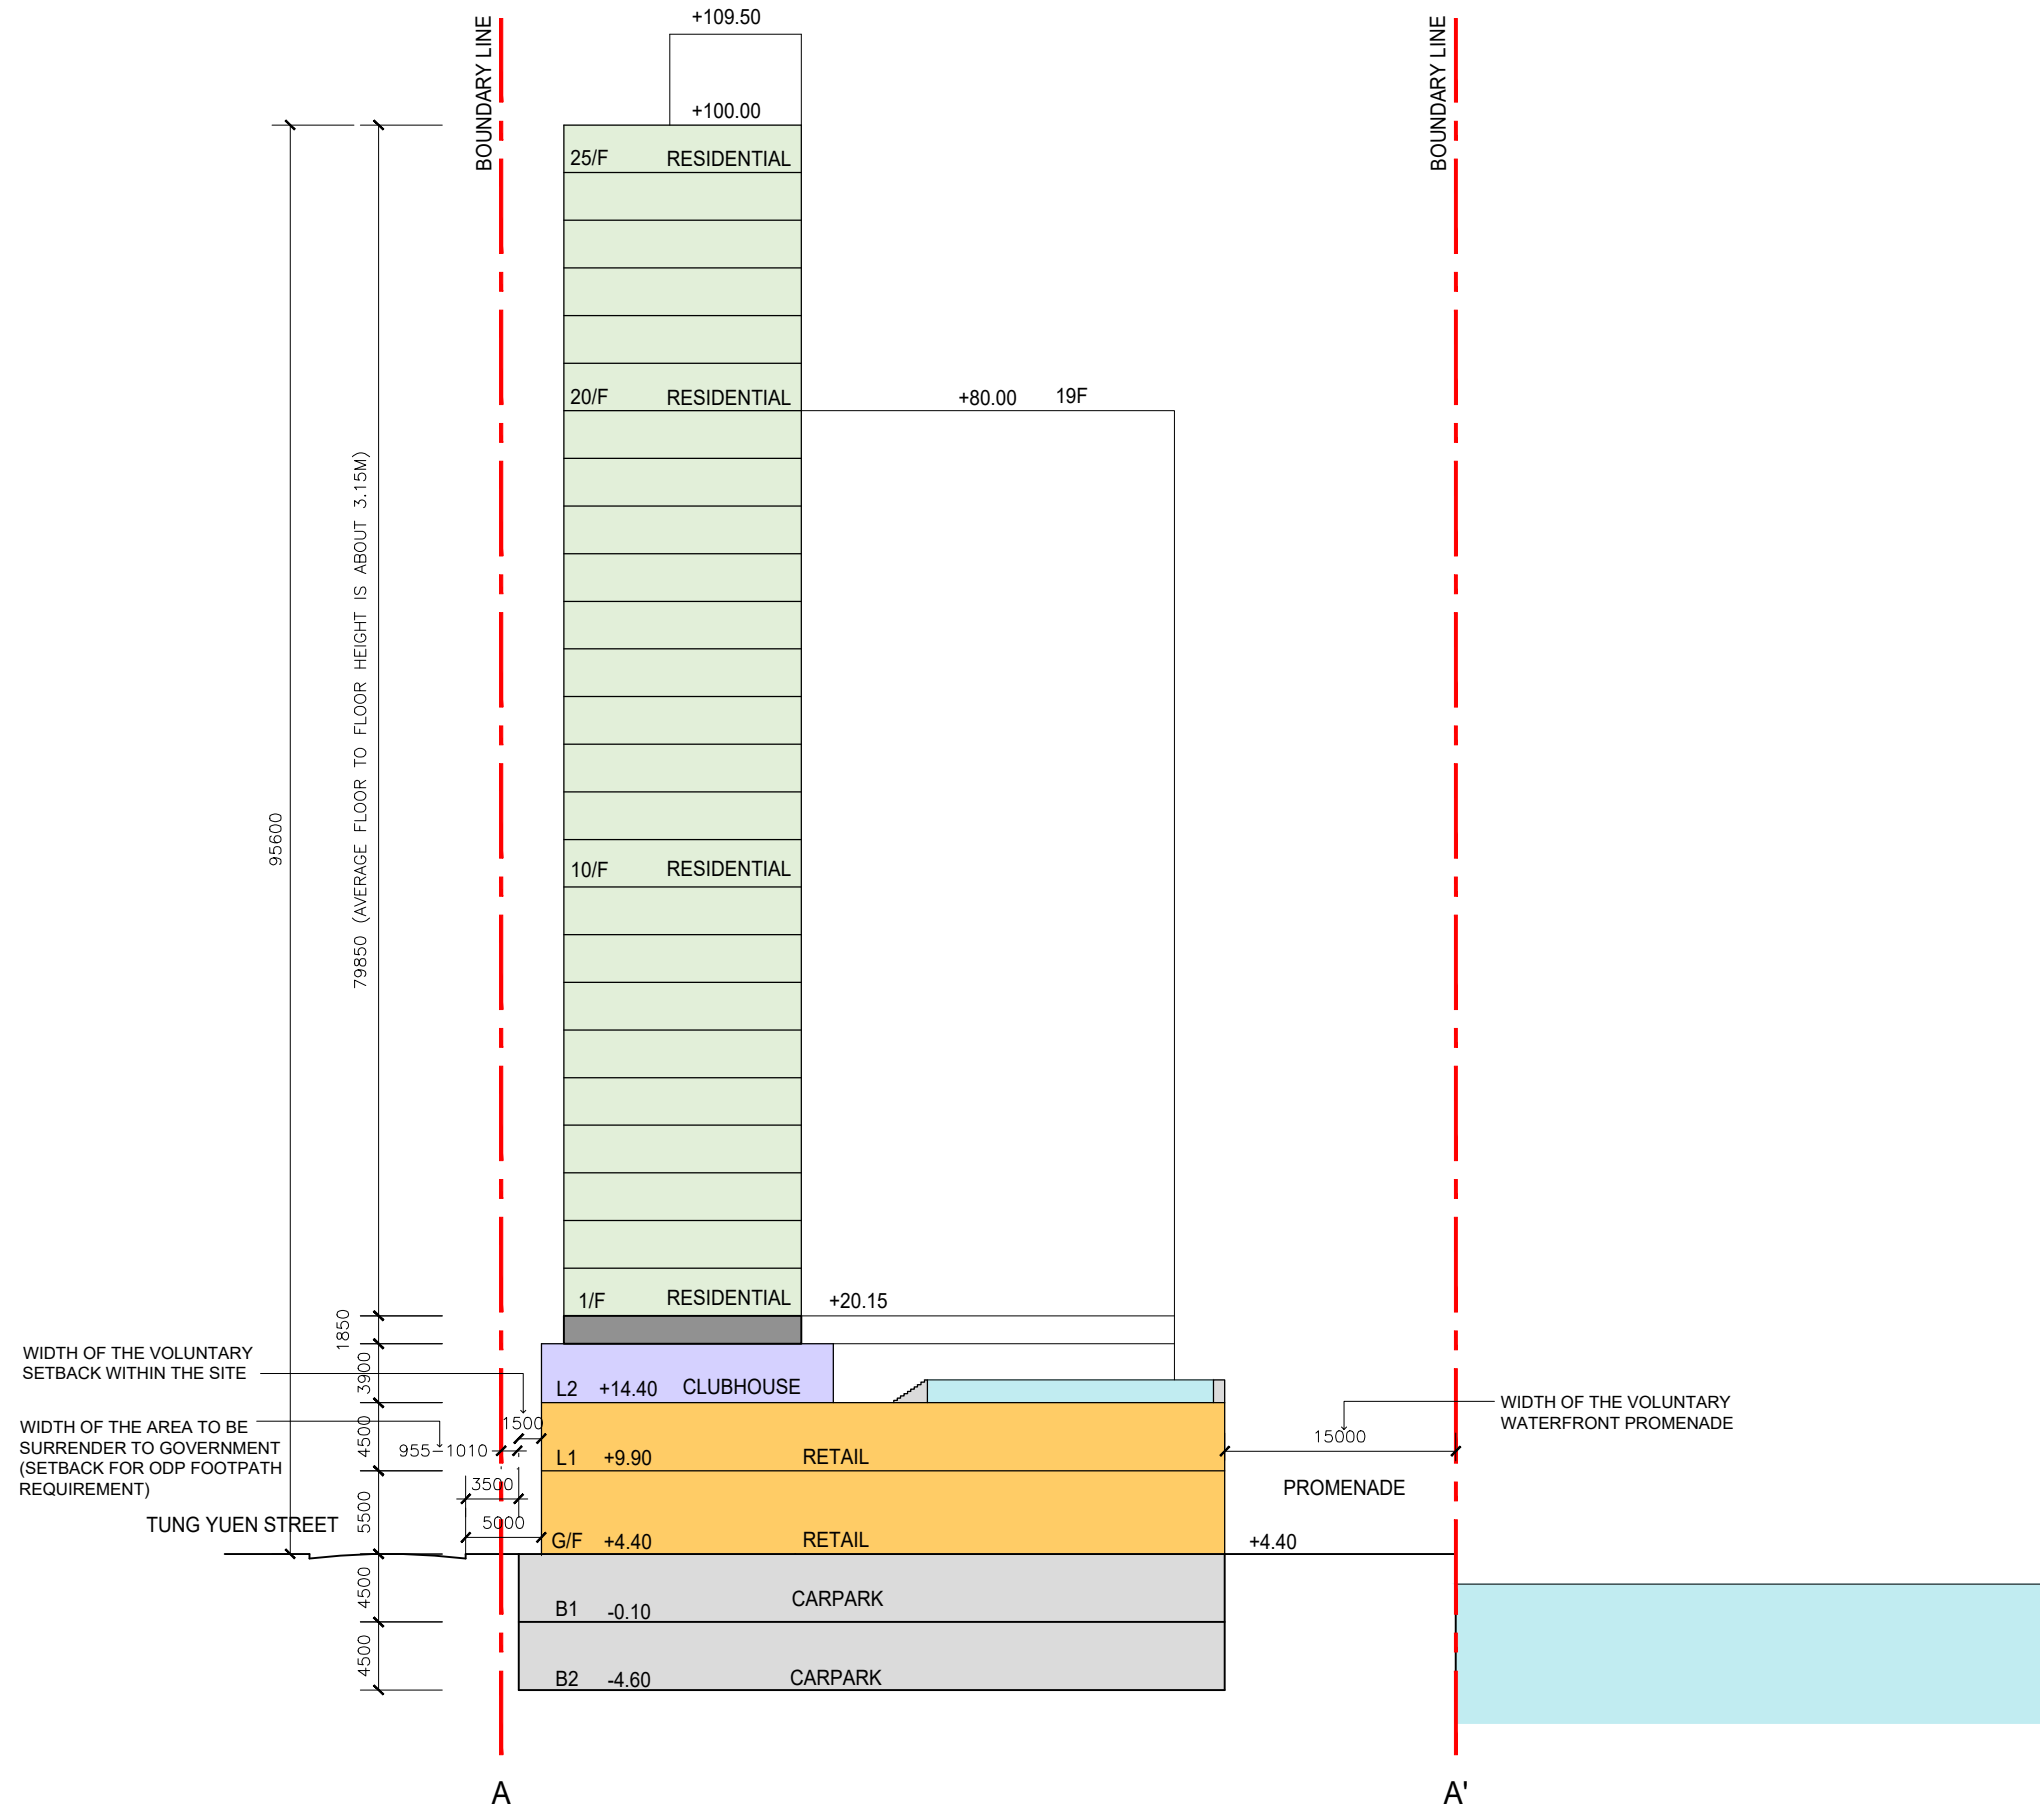 +109.50
BOUNDARY LINE
BOUNDARY LINE
+100.00
25/F RESIDENTIAL
20/F RESIDENTIAL
+80.00 19F
79850 (AVERAGE FLOOR TO FLOOR HEIGHT IS ABOUT 3.15M)
95600
10/F RESIDENTIAL
1/F RESIDENTIAL
+20.15
1850
WIDTH OF THE VOLUNTARY
SETBACK WITHIN THE SITE
3900
L2 +14.40 CLUBHOUSE
WIDTH OF THE VOLUNTARY
WATERFRONT PROMENADE
WIDTH OF THE AREA TO BE
SURRENDER TO GOVERNMENT
(SETBACK FOR ODP FOOTPATH
REQUIREMENT)
1500
4500
955-1010
15000
L1 +9.90 RETAIL
3500
PROMENADE
5500
5000
TUNG YUEN STREET
G/F +4.40 RETAIL
+4.40
4500
B1 -0.10 CARPARK
4500
B2 -4.60 CARPARK
A
A'